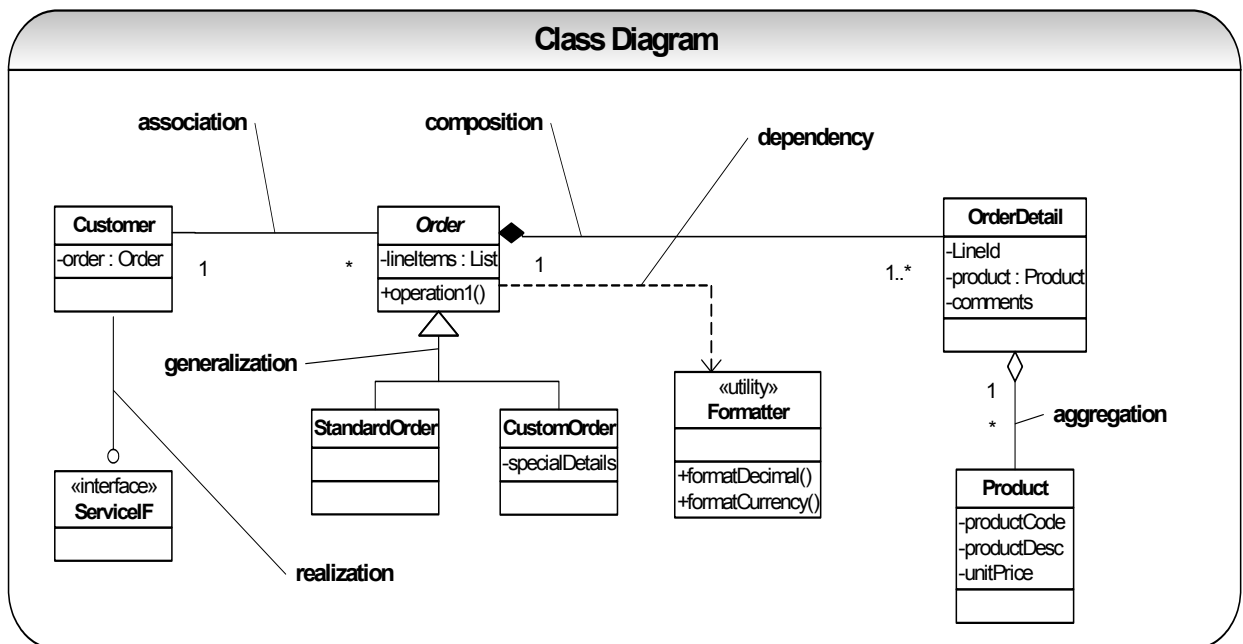 Class Diagram
association
composition
dependency
Customer
-order : Order
1
*
Order
-lineItems : List
+operation1()
1
1..*
OrderDetail
-LineId
-product : Product
-comments
generalization
StandardOrder
CustomOrder
-specialDetails
«utility»
Formatter
+formatDecimal()
+formatCurrency()
1
*
aggregation
«interface»
ServiceIF
realization
Product
-productCode
-productDesc
-unitPrice